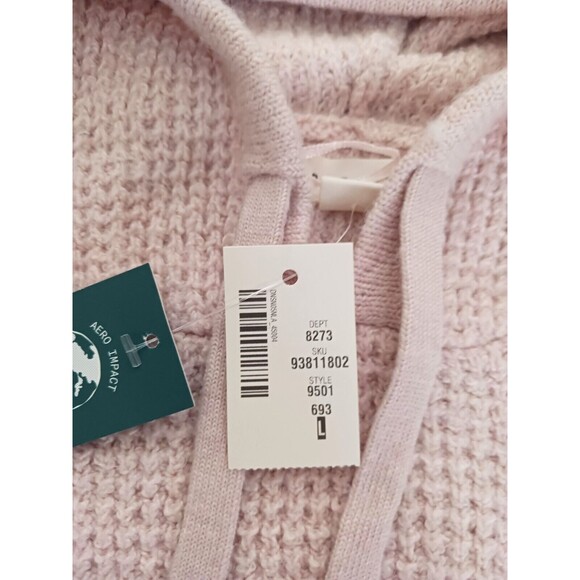 AERO IMPACT
DEPT
8273
SKU
93811802
STYLE
9501
693
L